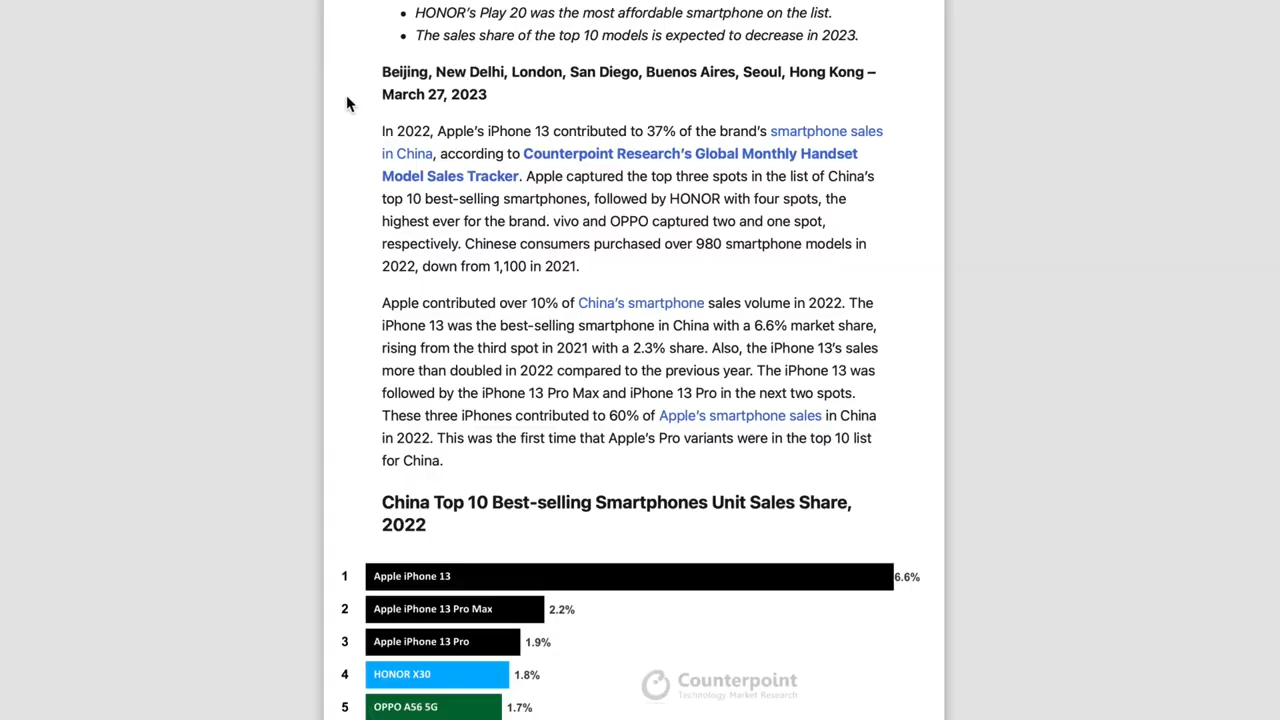 HONOR's Play 20 was the most affordable smartphone on the list.
The sales share of the top 10 models is expected to decrease in 2023.
Beijing, New Delhi, London, San Diego, Buenos Aires, Seoul, Hong Kong –
March 27, 2023
In 2022, Apple's iPhone 13 contributed to 37% of the brand's smartphone sales
in China, according to Counterpoint Research's Global Monthly Handset
Model Sales Tracker. Apple captured the top three spots in the list of China's
top 10 best-selling smartphones, followed by HONOR with four spots, the
highest ever for the brand. vivo and OPPO captured two and one spot,
respectively. Chinese consumers purchased over 980 smartphone models in
2022, down from 1,100 in 2021.
Apple contributed over 10% of China's smartphone sales volume in 2022. The
iPhone 13 was the best-selling smartphone in China with a 6.6% market share,
rising from the third spot in 2021 with a 2.3% share. Also, the iPhone 13's sales
more than doubled in 2022 compared to the previous year. The iPhone 13 was
followed by the iPhone 13 Pro Max and iPhone 13 Pro in the next two spots.
These three iPhones contributed to 60% of Apple's smartphone sales in China
in 2022. This was the first time that Apple's Pro variants were in the top 10 list
for China.
China Top 10 Best-selling Smartphones Unit Sales Share,
2022
1 Apple iPhone 13 6.6%
2 Apple iPhone 13 Pro Max 2.2%
3 Apple iPhone 13 Pro 1.9%
4 HONOR X30 1.8%
Counterpoint
Technology Market Research
5 OPPO A56 5G 1.7%